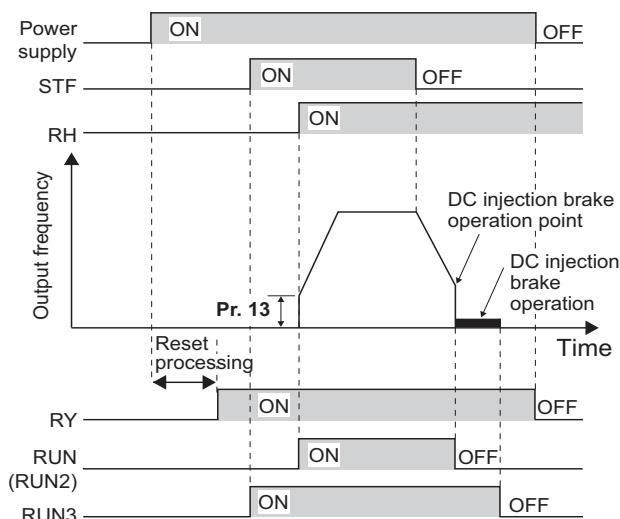 Power
supply
ON
OFF
STF
ON
OFF
RH
ON
Output frequency
DC injection brake
operation point
DC injection
brake
operation
Pr. 13
Time
Reset
processing
RY
ON
OFF
RUN
(RUN2)
ON
OFF
RUN3
ON
OFF